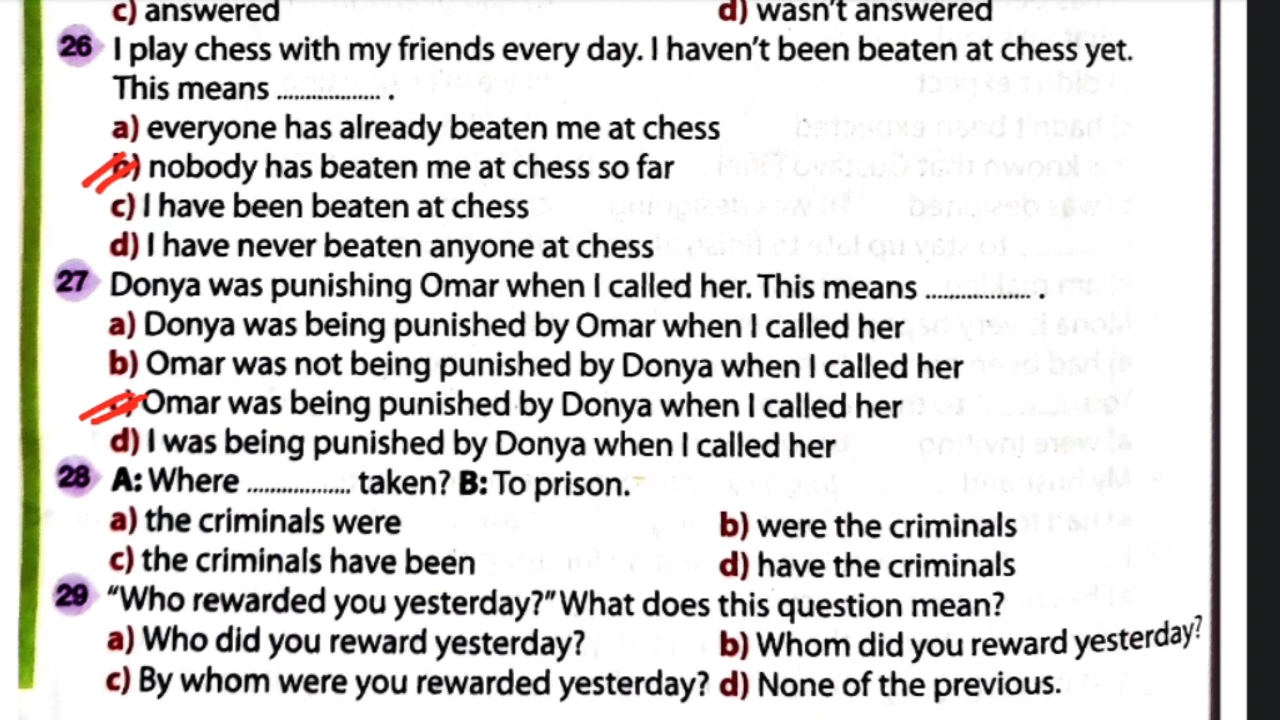 c) answered d) wasn't answered
26 I play chess with my friends every day. I haven't been beaten at chess yet.
This means .................. .
a) everyone has already beaten me at chess
b) nobody has beaten me at chess so far
c) I have been beaten at chess
d) I have never beaten anyone at chess
27 Donya was punishing Omar when I called her. This means .................. .
a) Donya was being punished by Omar when I called her
b) Omar was not being punished by Donya when I called her
c) Omar was being punished by Donya when I called her
d) I was being punished by Donya when I called her
28 A: Where .................. taken? B: To prison.
a) the criminals were b) were the criminals
c) the criminals have been d) have the criminals
29 “Who rewarded you yesterday?” What does this question mean?
a) Who did you reward yesterday? b) Whom did you reward yesterday?
c) By whom were you rewarded yesterday? d) None of the previous.